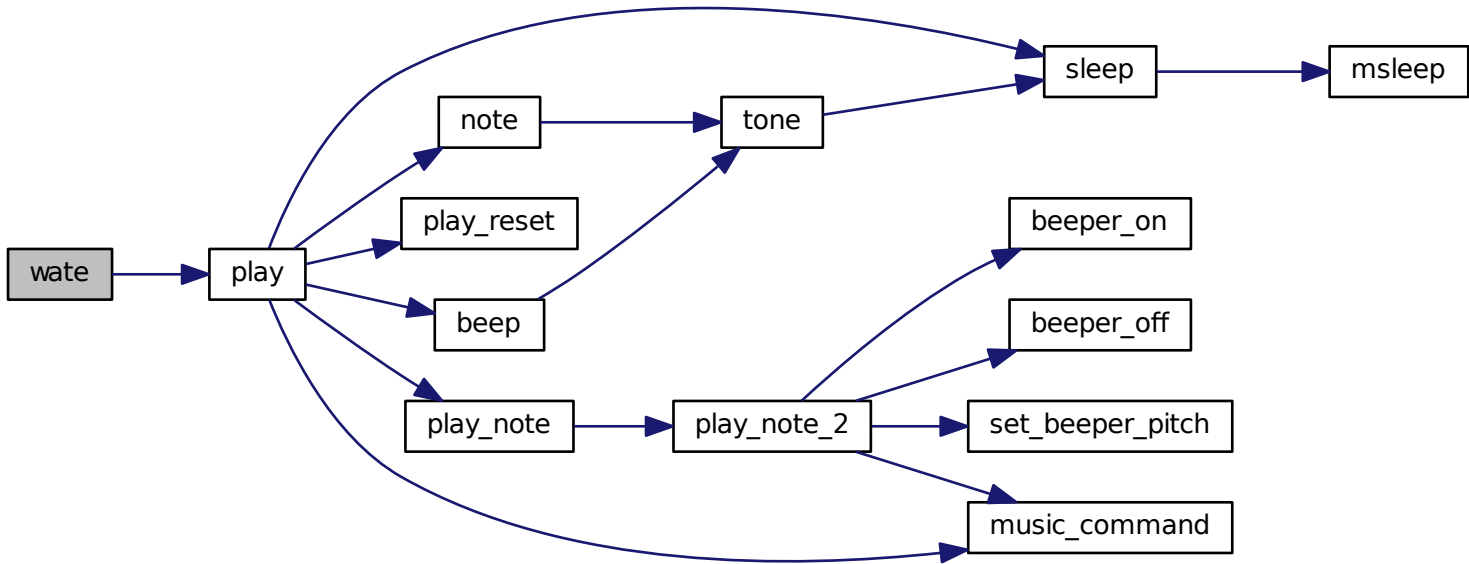 wate
play
note
play_reset
beep
play_note
tone
play_note_2
sleep
beeper_on
beeper_off
set_beeper_pitch
music_command
msleep